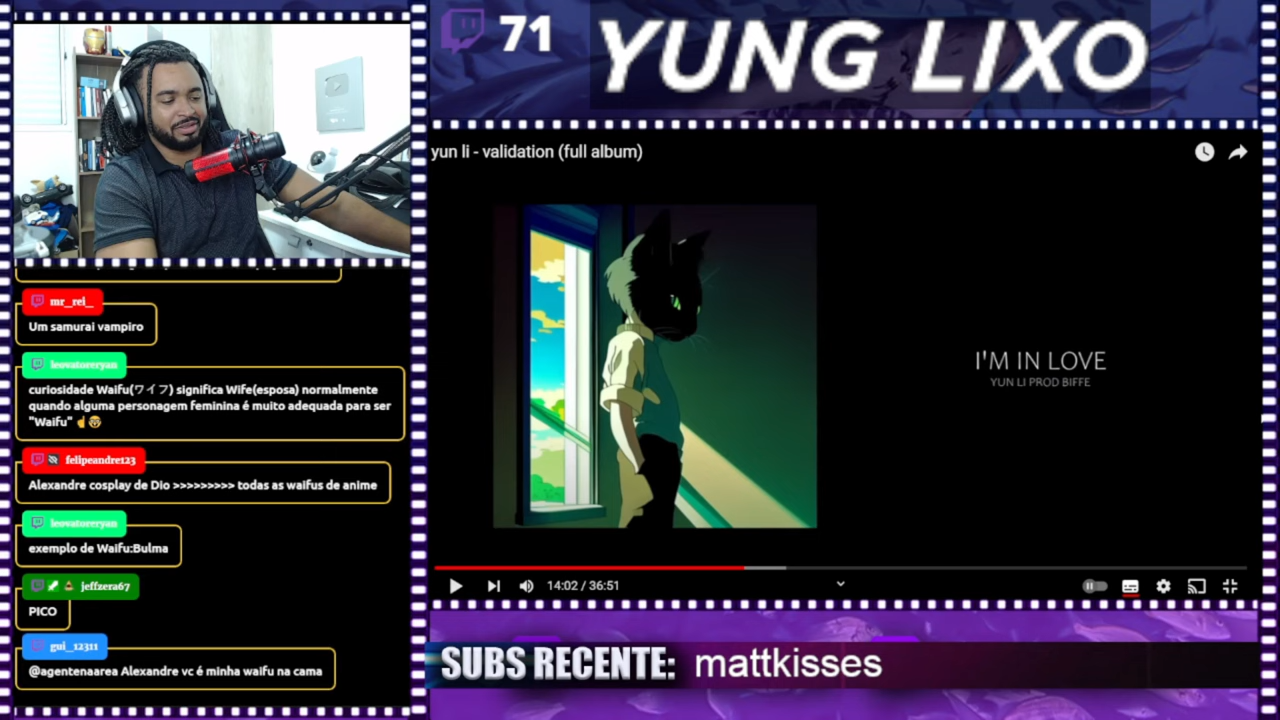 71
YUNG LIXO
yun li - validation (full album)
mr_rei_
Um samurai vampiro
leovatoreryan
curiosidade Waifu(ワイフ) significa Wife(esposa) normalmente
quando alguma personagem feminina é muito adequada para ser
"Waifu" ☝🤓
felipeandre123
Alexandre cosplay de Dio >>>>>>>>> todas as waifus de anime
leovatoreryan
exemplo de Waifu:Bulma
jeffzera67
PICO
gui_12311
@agentenaarea Alexandre vc é minha waifu na cama
I'M IN LOVE
YUN LI PROD BIFFE
14:02 / 36:51
SUBS RECENTE: mattkisses